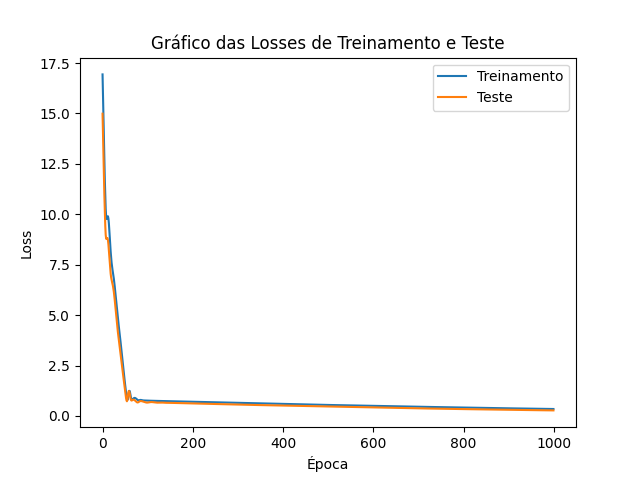 Gráfico das Losses de Treinamento e Teste
17.5
15.0
12.5
10.0
7.5
5.0
2.5
0.0
Loss
Treinamento
Teste
0 200 400 600 800 1000
Época